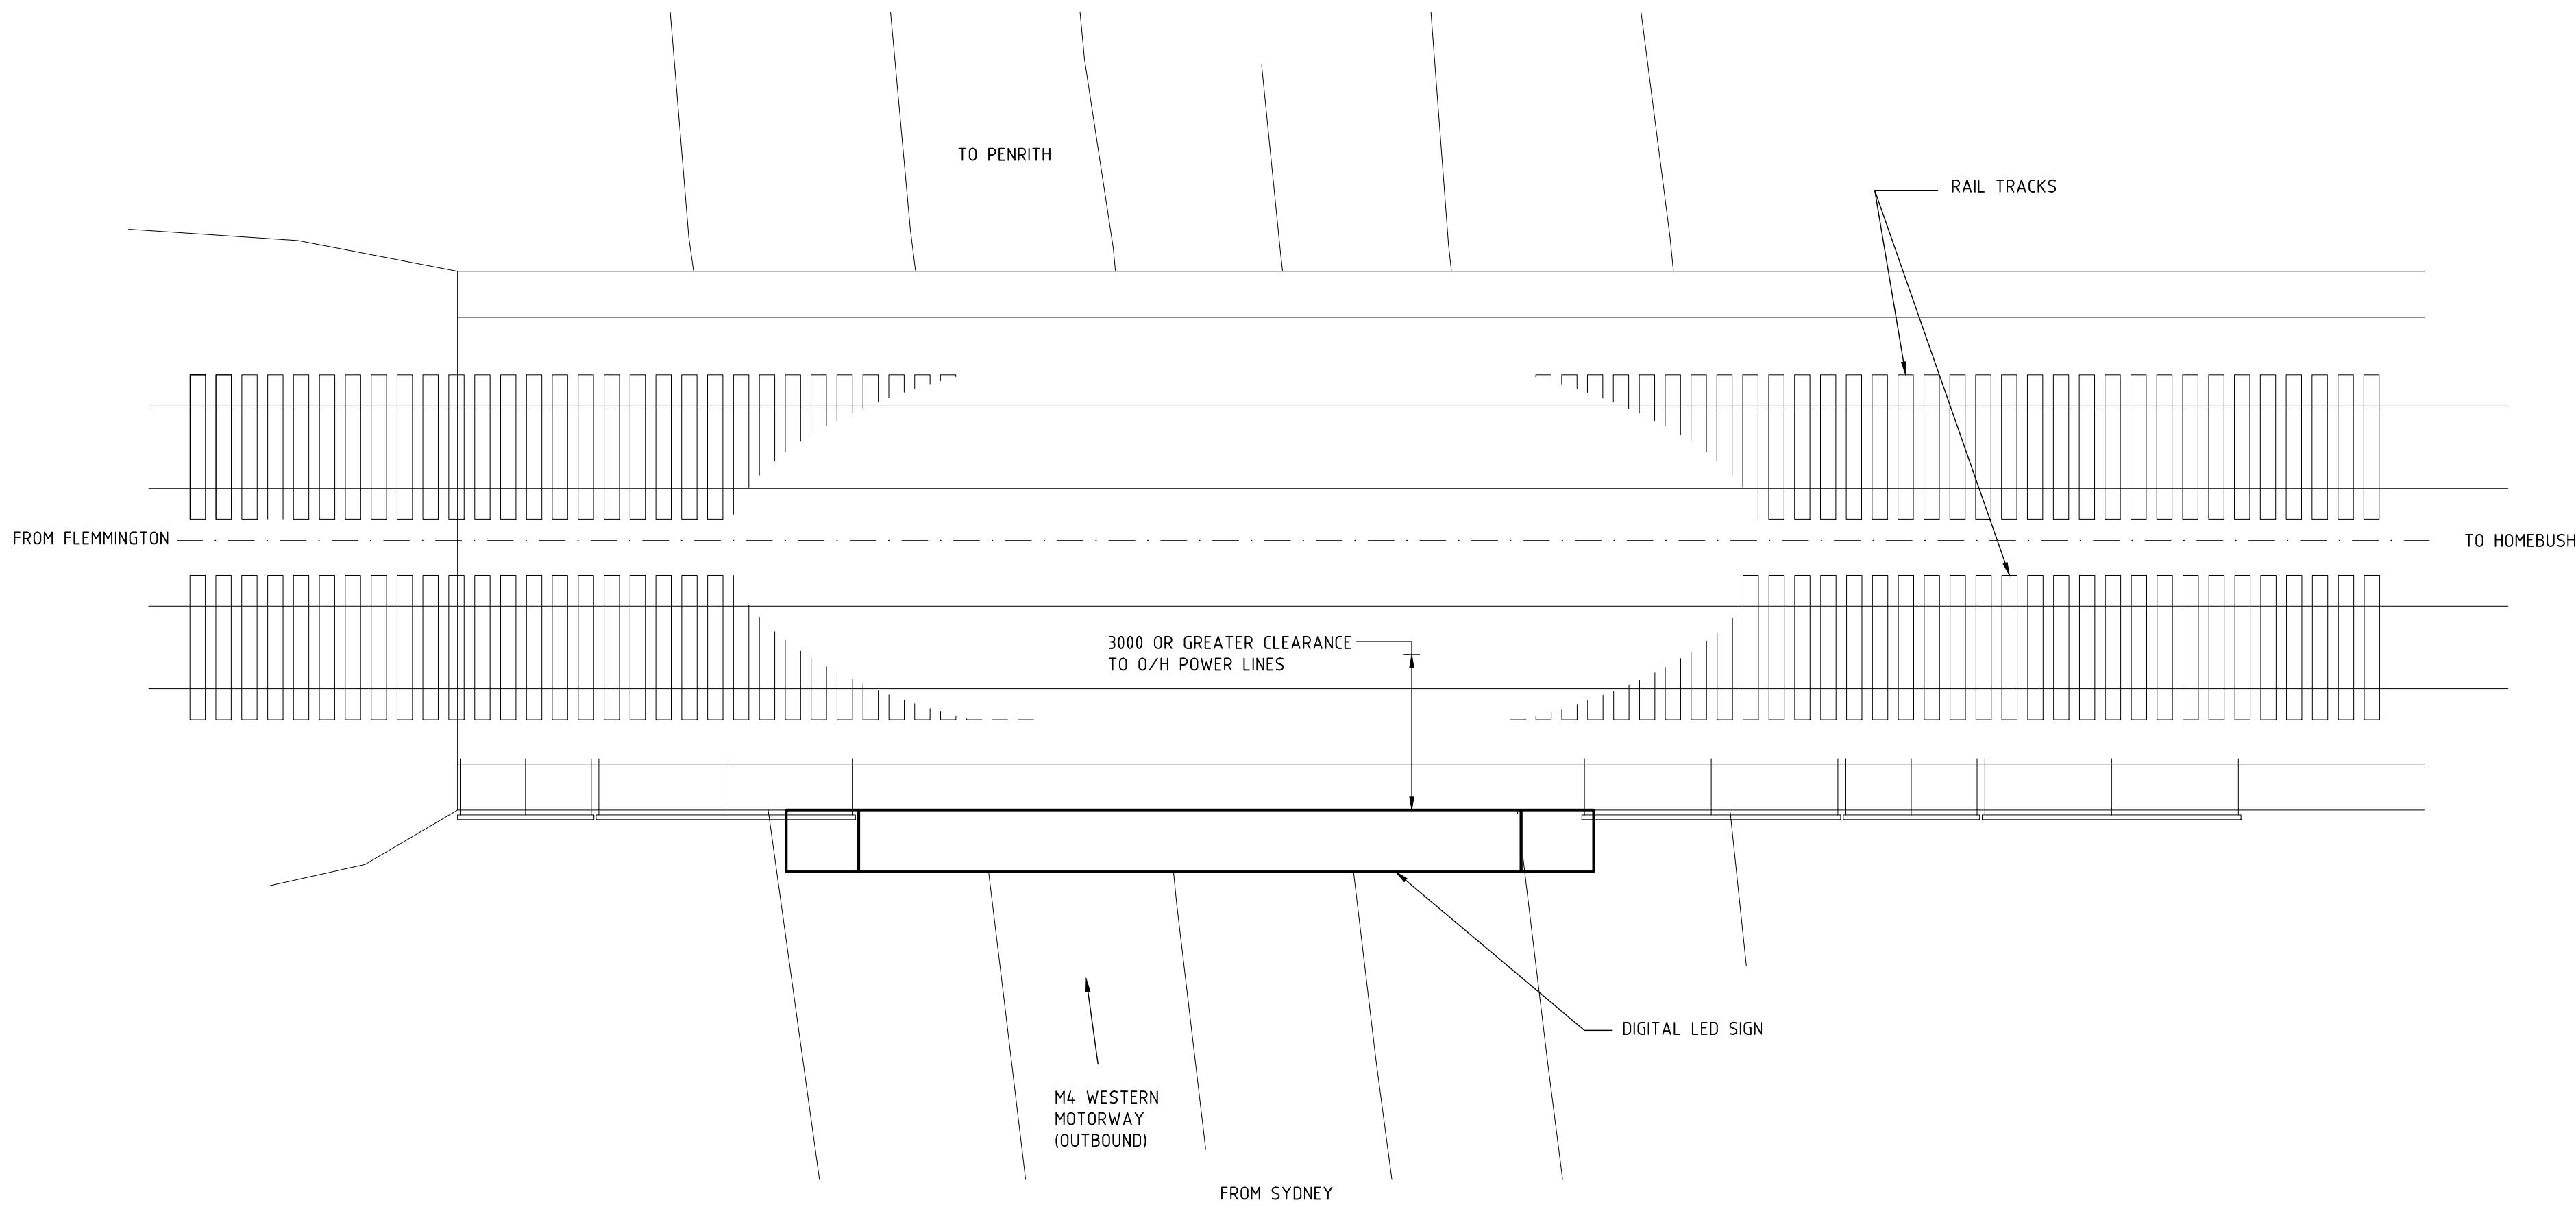 TO PENRITH
RAIL TRACKS
FROM FLEMMINGTON
TO HOMEBUSH
3000 OR GREATER CLEARANCE
TO O/H POWER LINES
DIGITAL LED SIGN
M4 WESTERN
MOTORWAY
(OUTBOUND)
FROM SYDNEY